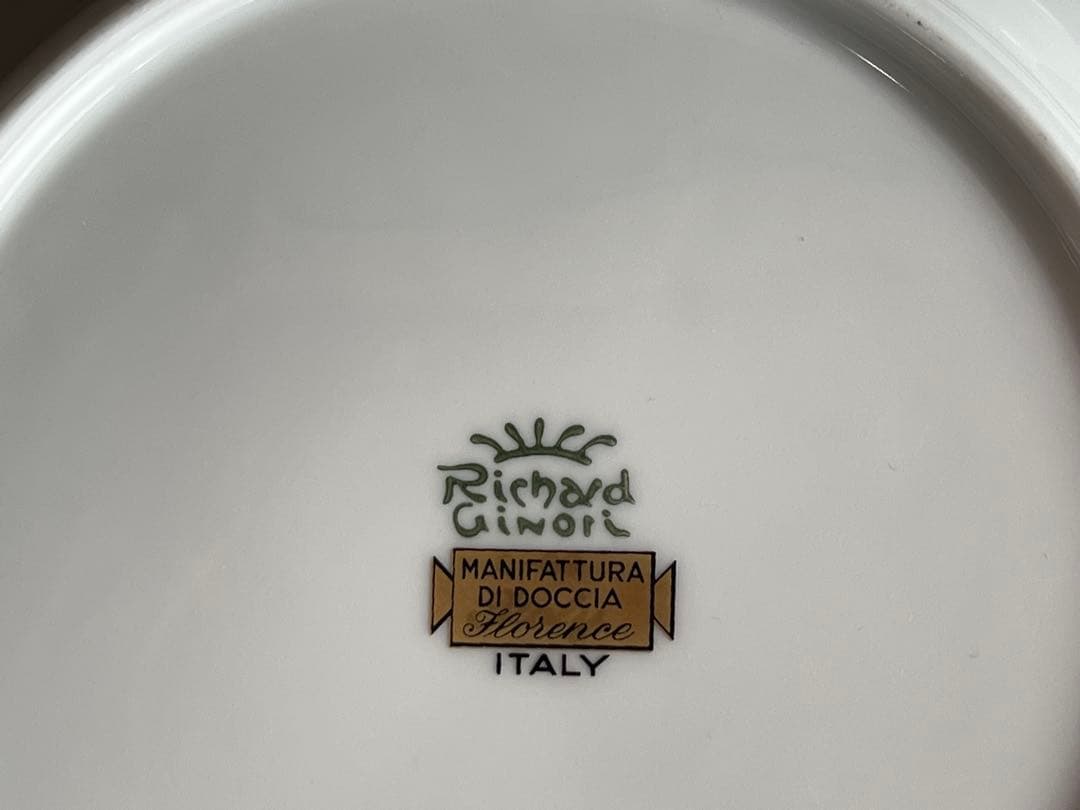 Richard
Ginori
MANIFATTURA
DI DOCCIA
Florence
ITALY